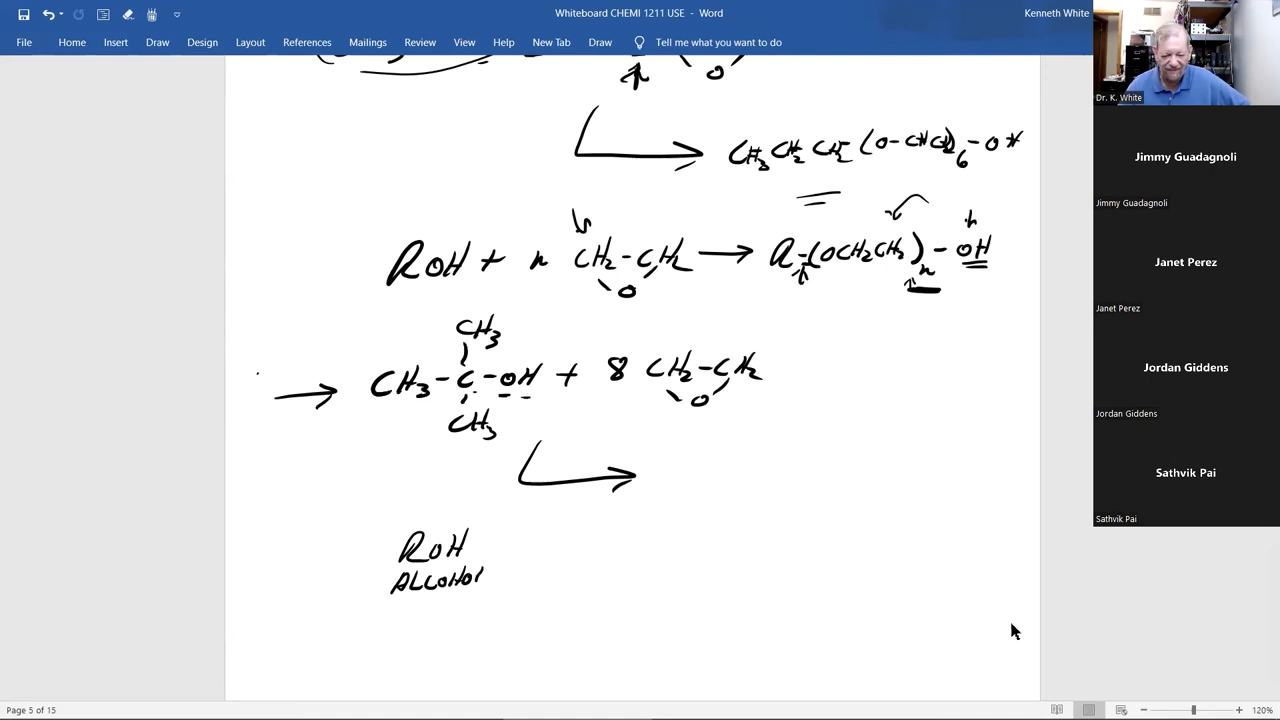 Whiteboard CHEMI 1211 USE - Word
Kenneth White
File Home Insert Draw Design Layout References Mailings Review View Help New Tab Draw Tell me what you want to do
O
Dr. K. White
CH3 CH2 CH2 (O-CH2CH2)6-OH
Jimmy Guadagnoli
Jimmy Guadagnoli
ROH + n CH2-CH2 → R-(OCH2CH2)n-OH
O
Janet Perez
Janet Perez
CH3
CH3-C-OH + 8 CH2-CH2
O
CH3
Jordan Giddens
Jordan Giddens
Sathvik Pai
Sathvik Pai
ROH
ALCOHOL
Page 5 of 15
120%